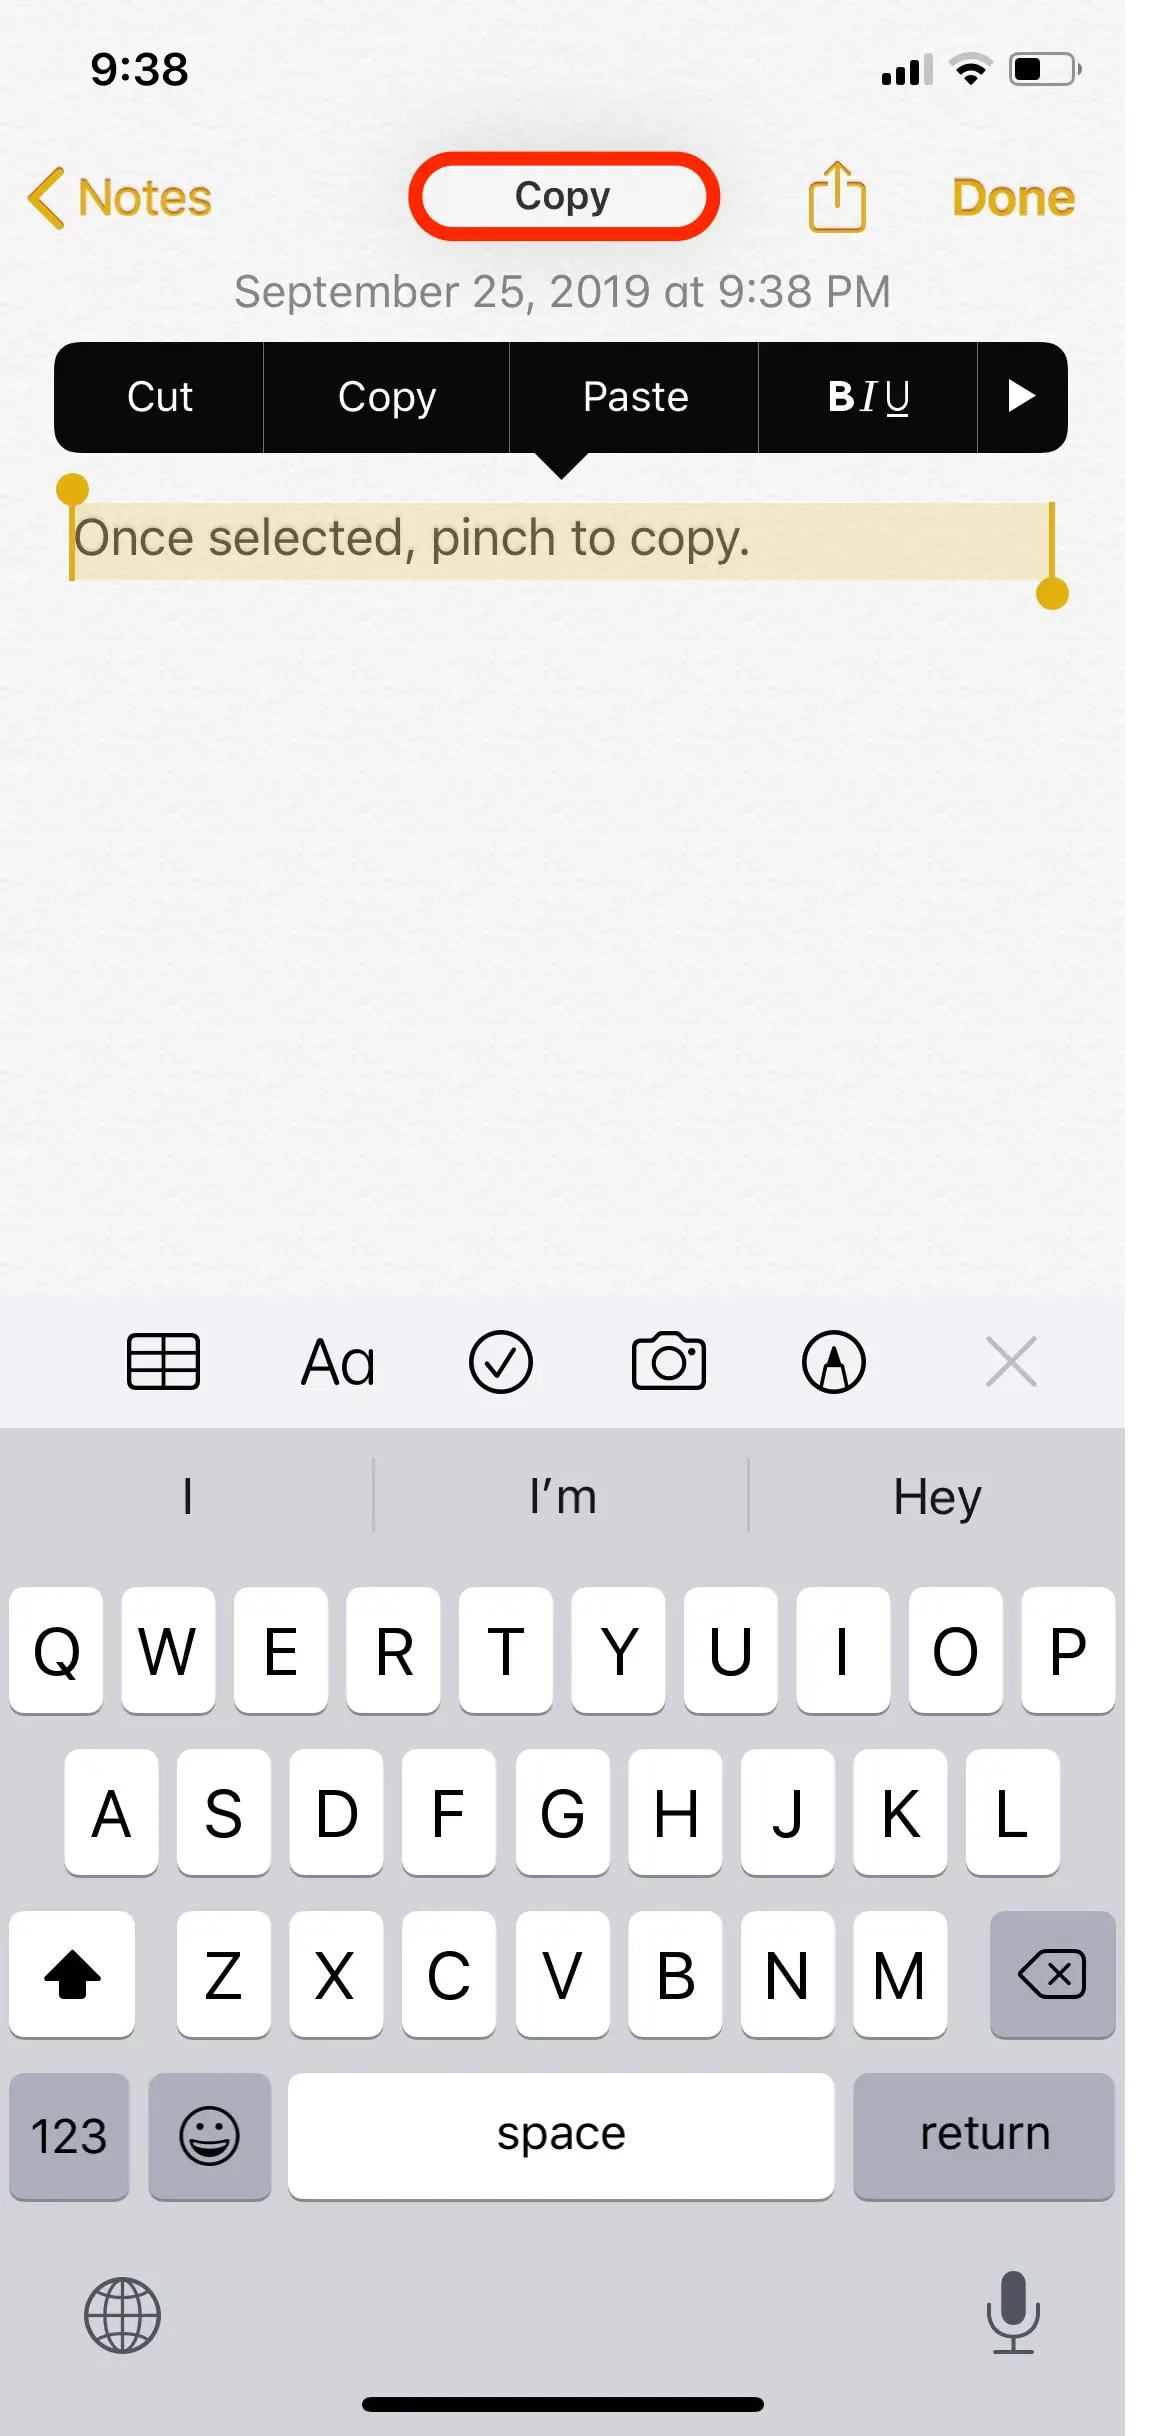 9:38
Notes Copy Done
September 25, 2019 at 9:38 PM
Cut Copy Paste BIU
Once selected, pinch to copy.
Aa
I I’m Hey
Q W E R T Y U I O P
A S D F G H J K L
Z X C V B N M
123 space return